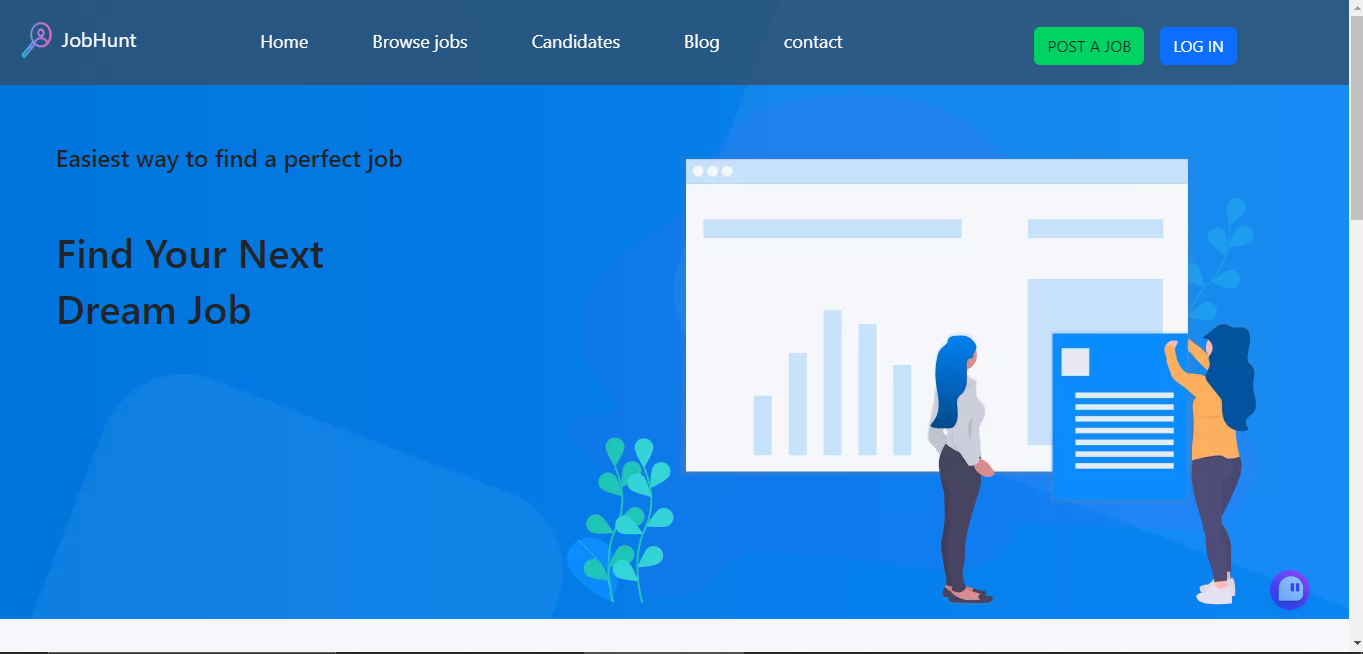 JobHunt
Home
Browse jobs
Candidates
Blog
contact
POST A JOB
LOG IN
Easiest way to find a perfect job
Find Your Next
Dream Job